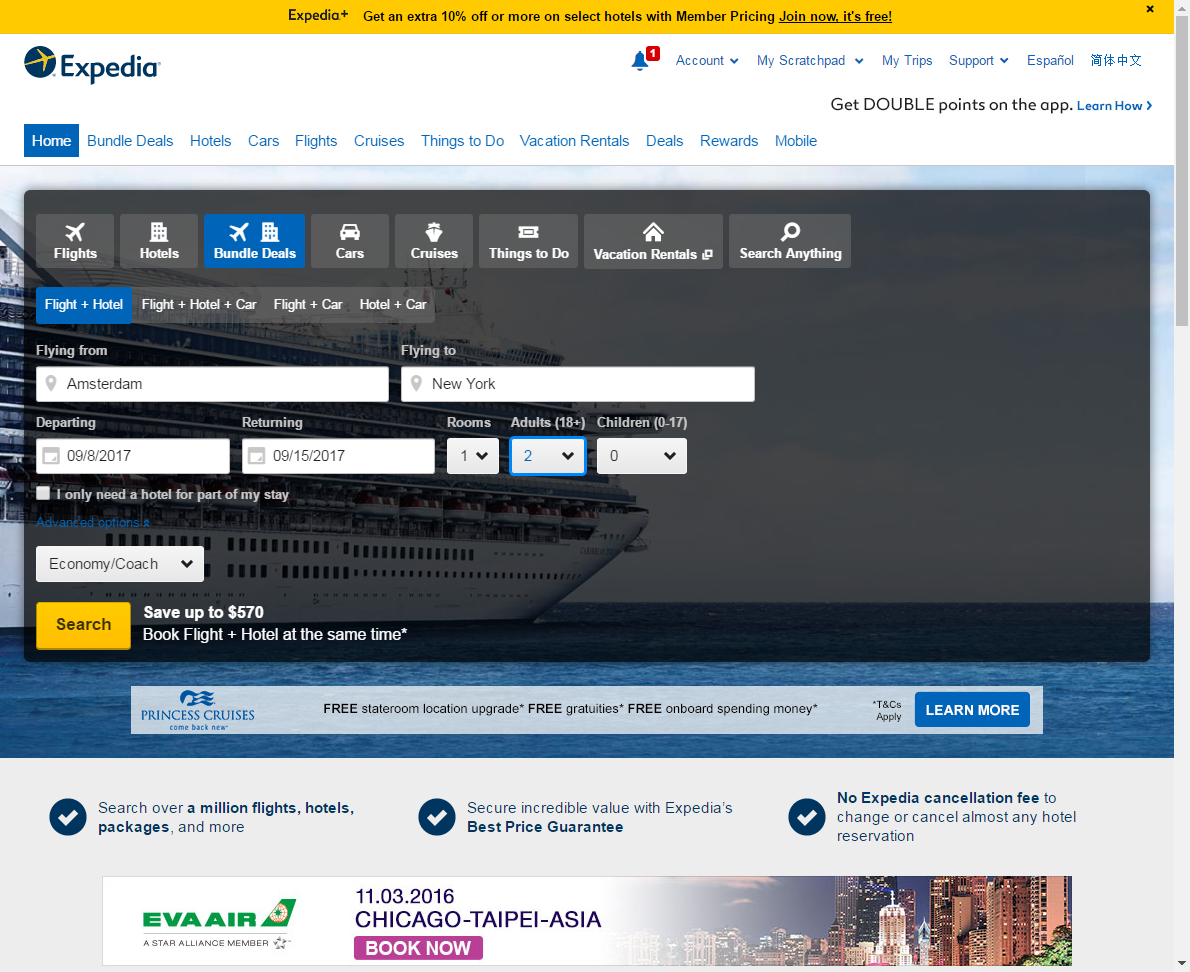 Expedia+ Get an extra 10% off or more on select hotels with Member Pricing Join now, it's free!
Expedia
1 Account My Scratchpad My Trips Support Español 简体中文
Get DOUBLE points on the app. Learn How
Home Bundle Deals Hotels Cars Flights Cruises Things to Do Vacation Rentals Deals Rewards Mobile
Flights Hotels Bundle Deals Cars Cruises Things to Do Vacation Rentals Search Anything
Flight + Hotel Flight + Hotel + Car Flight + Car Hotel + Car
Flying from Flying to
Amsterdam New York
Departing Returning Rooms Adults (18+) Children (0-17)
09/8/2017 09/15/2017 1 2 0
I only need a hotel for part of my stay
Advanced options
Economy/Coach
Search
Save up to $570
Book Flight + Hotel at the same time*
PRINCESS CRUISES
come back new
FREE stateroom location upgrade* FREE gratuities* FREE onboard spending money*
*T&Cs
Apply
LEARN MORE
Search over a million flights, hotels,
packages, and more
Secure incredible value with Expedia's
Best Price Guarantee
No Expedia cancellation fee to
change or cancel almost any hotel
reservation
EVA AIR
A STAR ALLIANCE MEMBER
11.03.2016
CHICAGO-TAIPEI-ASIA
BOOK NOW